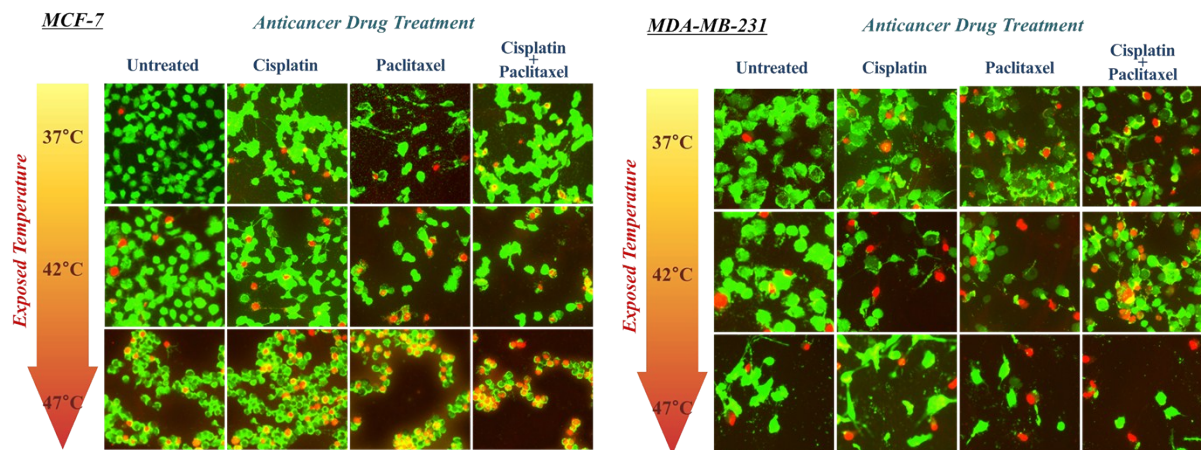 MCF-7
Anticancer Drug Treatment
Untreated
Cisplatin
Paclitaxel
Cisplatin
+
Paclitaxel
Exposed Temperature
37°C
42°C
47°C
MDA-MB-231
Anticancer Drug Treatment
Untreated
Cisplatin
Paclitaxel
Cisplatin
+
Paclitaxel
Exposed Temperature
37°C
42°C
47°C